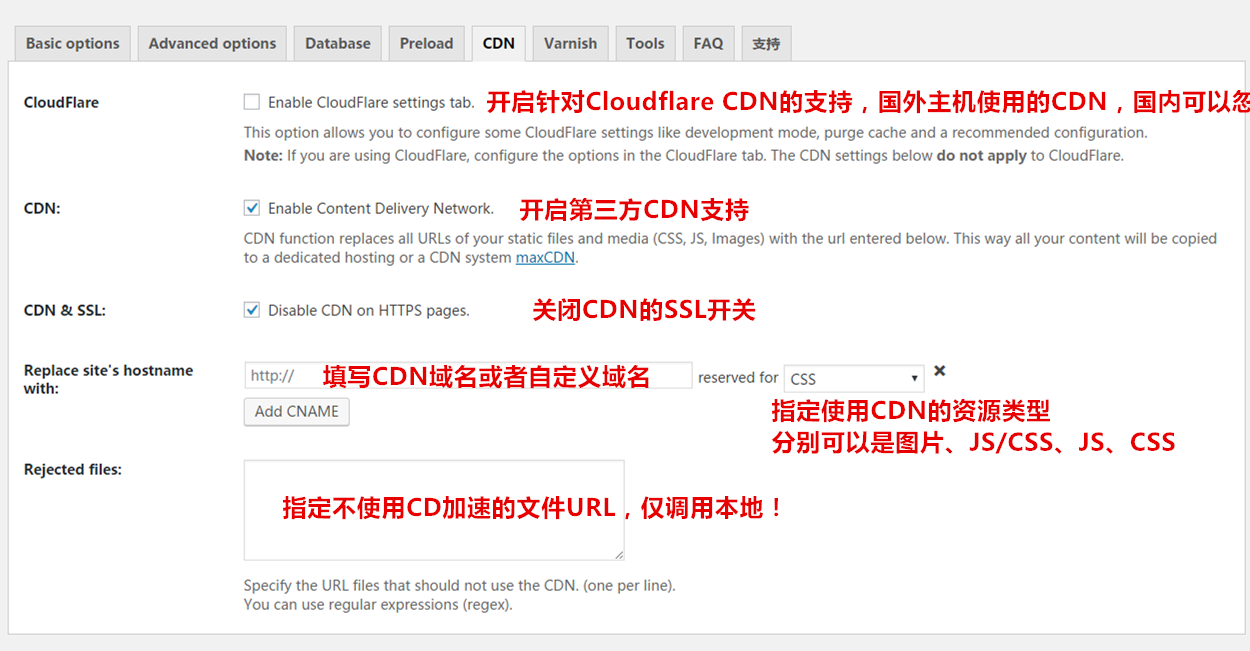 Basic options Advanced options Database Preload CDN Varnish Tools FAQ 支持
CloudFlare Enable CloudFlare settings tab. 开启针对Cloudflare CDN的支持，国外主机使用的CDN，国内可以忽
This option allows you to configure some CloudFlare settings like development mode, purge cache and a recommended configuration.
Note: If you are using CloudFlare, configure the options in the CloudFlare tab. The CDN settings below do not apply to CloudFlare.
CDN: Enable Content Delivery Network. 开启第三方CDN支持
CDN function replaces all URLs of your static files and media (CSS, JS, Images) with the url entered below. This way all your content will be copied
to a dedicated hosting or a CDN system maxCDN.
CDN & SSL: Disable CDN on HTTPS pages. 关闭CDN的SSL开关
Replace site's hostname
with:
http:// 填写CDN域名或者自定义域名 reserved for CSS
Add CNAME
指定使用CDN的资源类型
分别可以是图片、JS/CSS、JS、CSS
Rejected files:
指定不使用CD加速的文件URL，仅调用本地！
Specify the URL files that should not use the CDN. (one per line).
You can use regular expressions (regex).